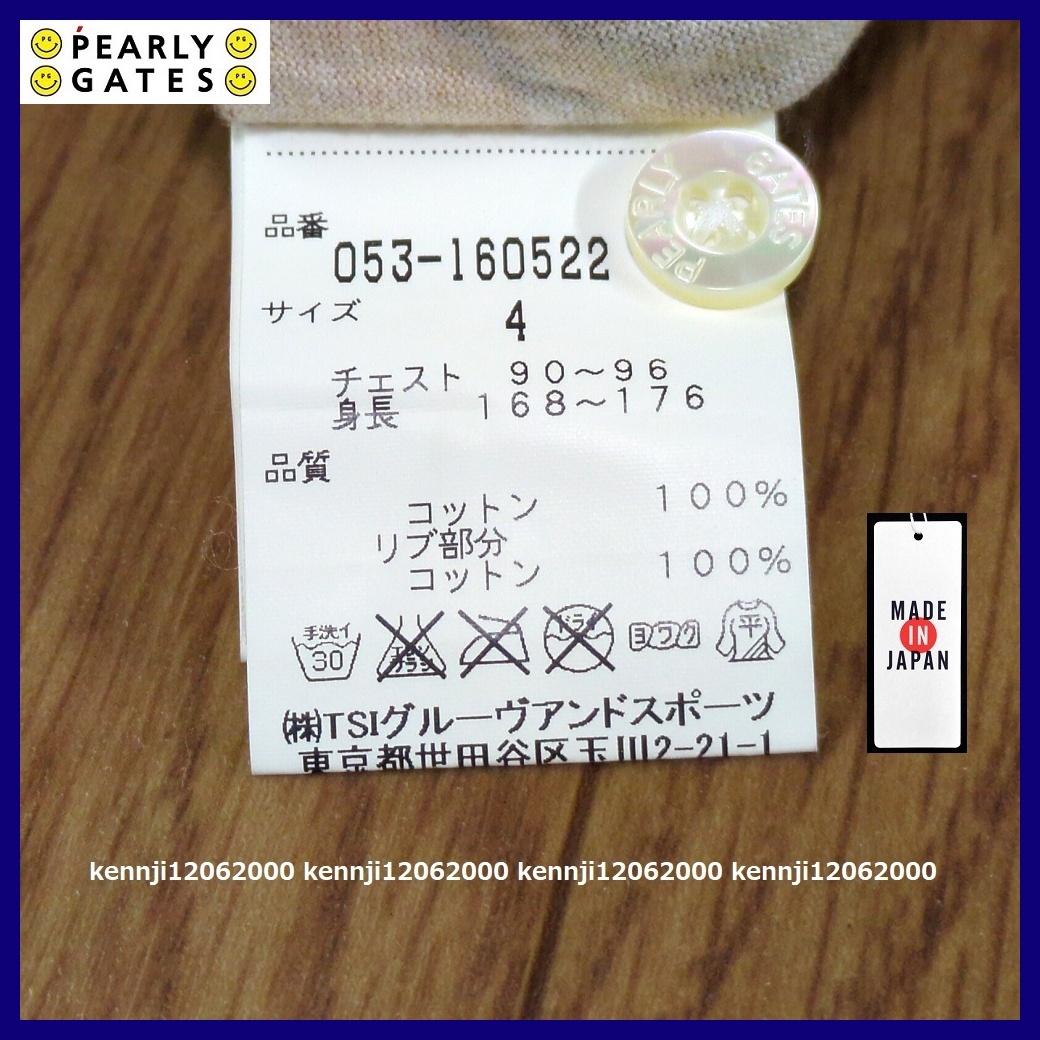 PEARLY
GATES
PEARLY GATES
品番
053-160522
サイズ
4
チェスト 90～96
身長 168～176
品質
コットン 100%
リブ部分
コットン 100%
手洗イ
30
エンソ
ドライ
ヨワク
平
㈱TSIグルーヴアンドスポーツ
東京都世田谷区玉川2-21-1
MADE
IN
JAPAN
kennji12062000 kennji12062000 kennji12062000 kennji12062000